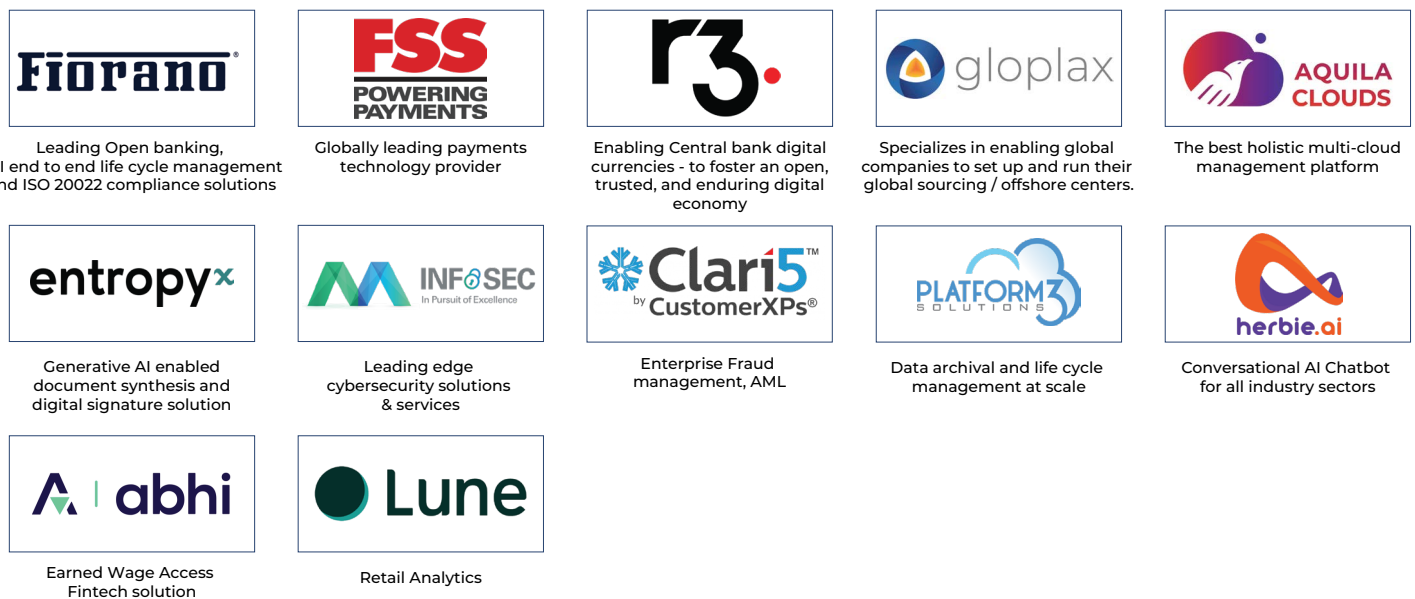 Fiorano®
Leading Open banking,
I end to end life cycle management
nd ISO 20022 compliance solutions
FSS
POWERING
PAYMENTS
Globally leading payments
technology provider
r3.
Enabling Central bank digital
currencies - to foster an open,
trusted, and enduring digital
economy
gloplax
Specializes in enabling global
companies to set up and run their
global sourcing / offshore centers.
AQUILA
CLOUDS
The best holistic multi-cloud
management platform
entropyx
Generative AI enabled
document synthesis and
digital signature solution
INFOSEC
In Pursuit of Excellence
Leading edge
cybersecurity solutions
& services
Clari5™
by CustomerXPs®
Enterprise Fraud
management, AML
PLATFORM3
SOLUTIONS
Data archival and life cycle
management at scale
herbie.ai
Conversational AI Chatbot
for all industry sectors
abhi
Earned Wage Access
Fintech solution
Lune
Retail Analytics